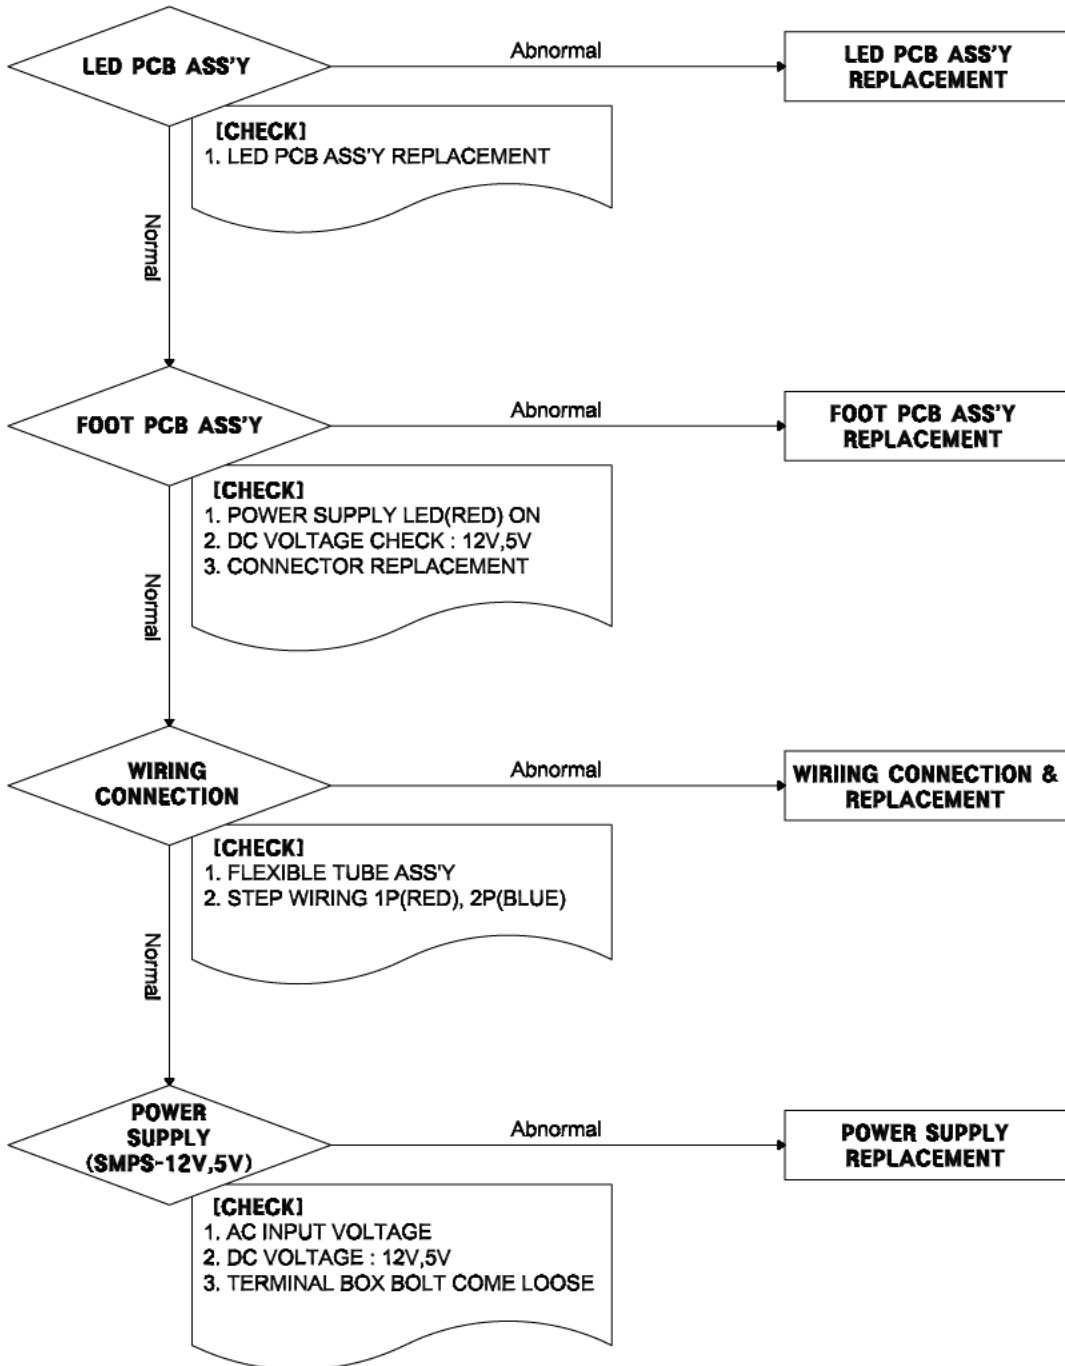 LED PCB ASS'Y
Abnormal
LED PCB ASS'Y
REPLACEMENT
[CHECK]
1. LED PCB ASS'Y REPLACEMENT
Normal
FOOT PCB ASS'Y
Abnormal
FOOT PCB ASS'Y
REPLACEMENT
[CHECK]
1. POWER SUPPLY LED(RED) ON
2. DC VOLTAGE CHECK : 12V,5V
3. CONNECTOR REPLACEMENT
Normal
WIRING
CONNECTION
Abnormal
WIRIING CONNECTION &
REPLACEMENT
[CHECK]
1. FLEXIBLE TUBE ASS'Y
2. STEP WIRING 1P(RED), 2P(BLUE)
Normal
POWER
SUPPLY
(SMPS-12V,5V)
Abnormal
POWER SUPPLY
REPLACEMENT
[CHECK]
1. AC INPUT VOLTAGE
2. DC VOLTAGE : 12V,5V
3. TERMINAL BOX BOLT COME LOOSE